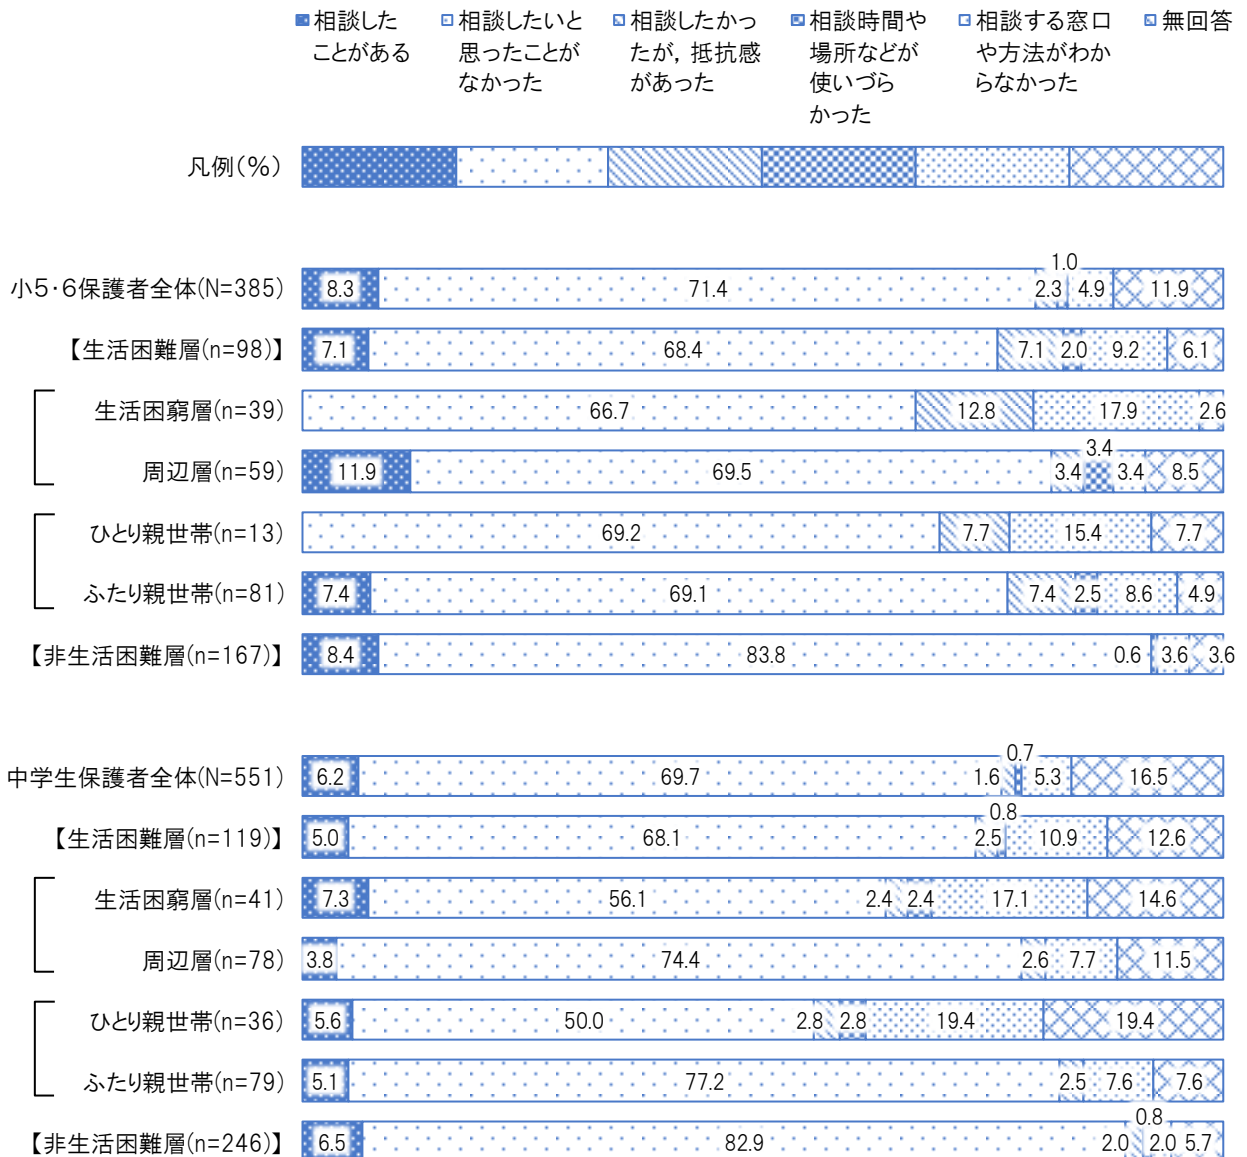 相談した
ことがある
相談したいと
思ったことが
なかった
相談したかっ
たが，抵抗感
があった
相談時間や
場所などが
使いづら
かった
相談する窓口
や方法がわか
らなかった
無回答
凡例(％)
小５・６保護者全体(N=385) 8.3 71.4 2.3 1.0 4.9 11.9
【生活困難層(n=98)】 7.1 68.4 7.1 2.0 9.2 6.1
生活困窮層(n=39) 66.7 12.8 17.9 2.6
周辺層(n=59) 11.9 69.5 3.4 3.4 3.4 8.5
ひとり親世帯(n=13) 69.2 7.7 15.4 7.7
ふたり親世帯(n=81) 7.4 69.1 7.4 2.5 8.6 4.9
【非生活困難層(n=167)】 8.4 83.8 0.6 3.6 3.6
中学生保護者全体(N=551) 6.2 69.7 1.6 0.7 5.3 16.5
【生活困難層(n=119)】 5.0 68.1 2.5 0.8 10.9 12.6
生活困窮層(n=41) 7.3 56.1 2.4 2.4 17.1 14.6
周辺層(n=78) 3.8 74.4 2.6 7.7 11.5
ひとり親世帯(n=36) 5.6 50.0 2.8 2.8 19.4 19.4
ふたり親世帯(n=79) 5.1 77.2 2.5 7.6 7.6
【非生活困難層(n=246)】 6.5 82.9 2.0 0.8 2.0 5.7